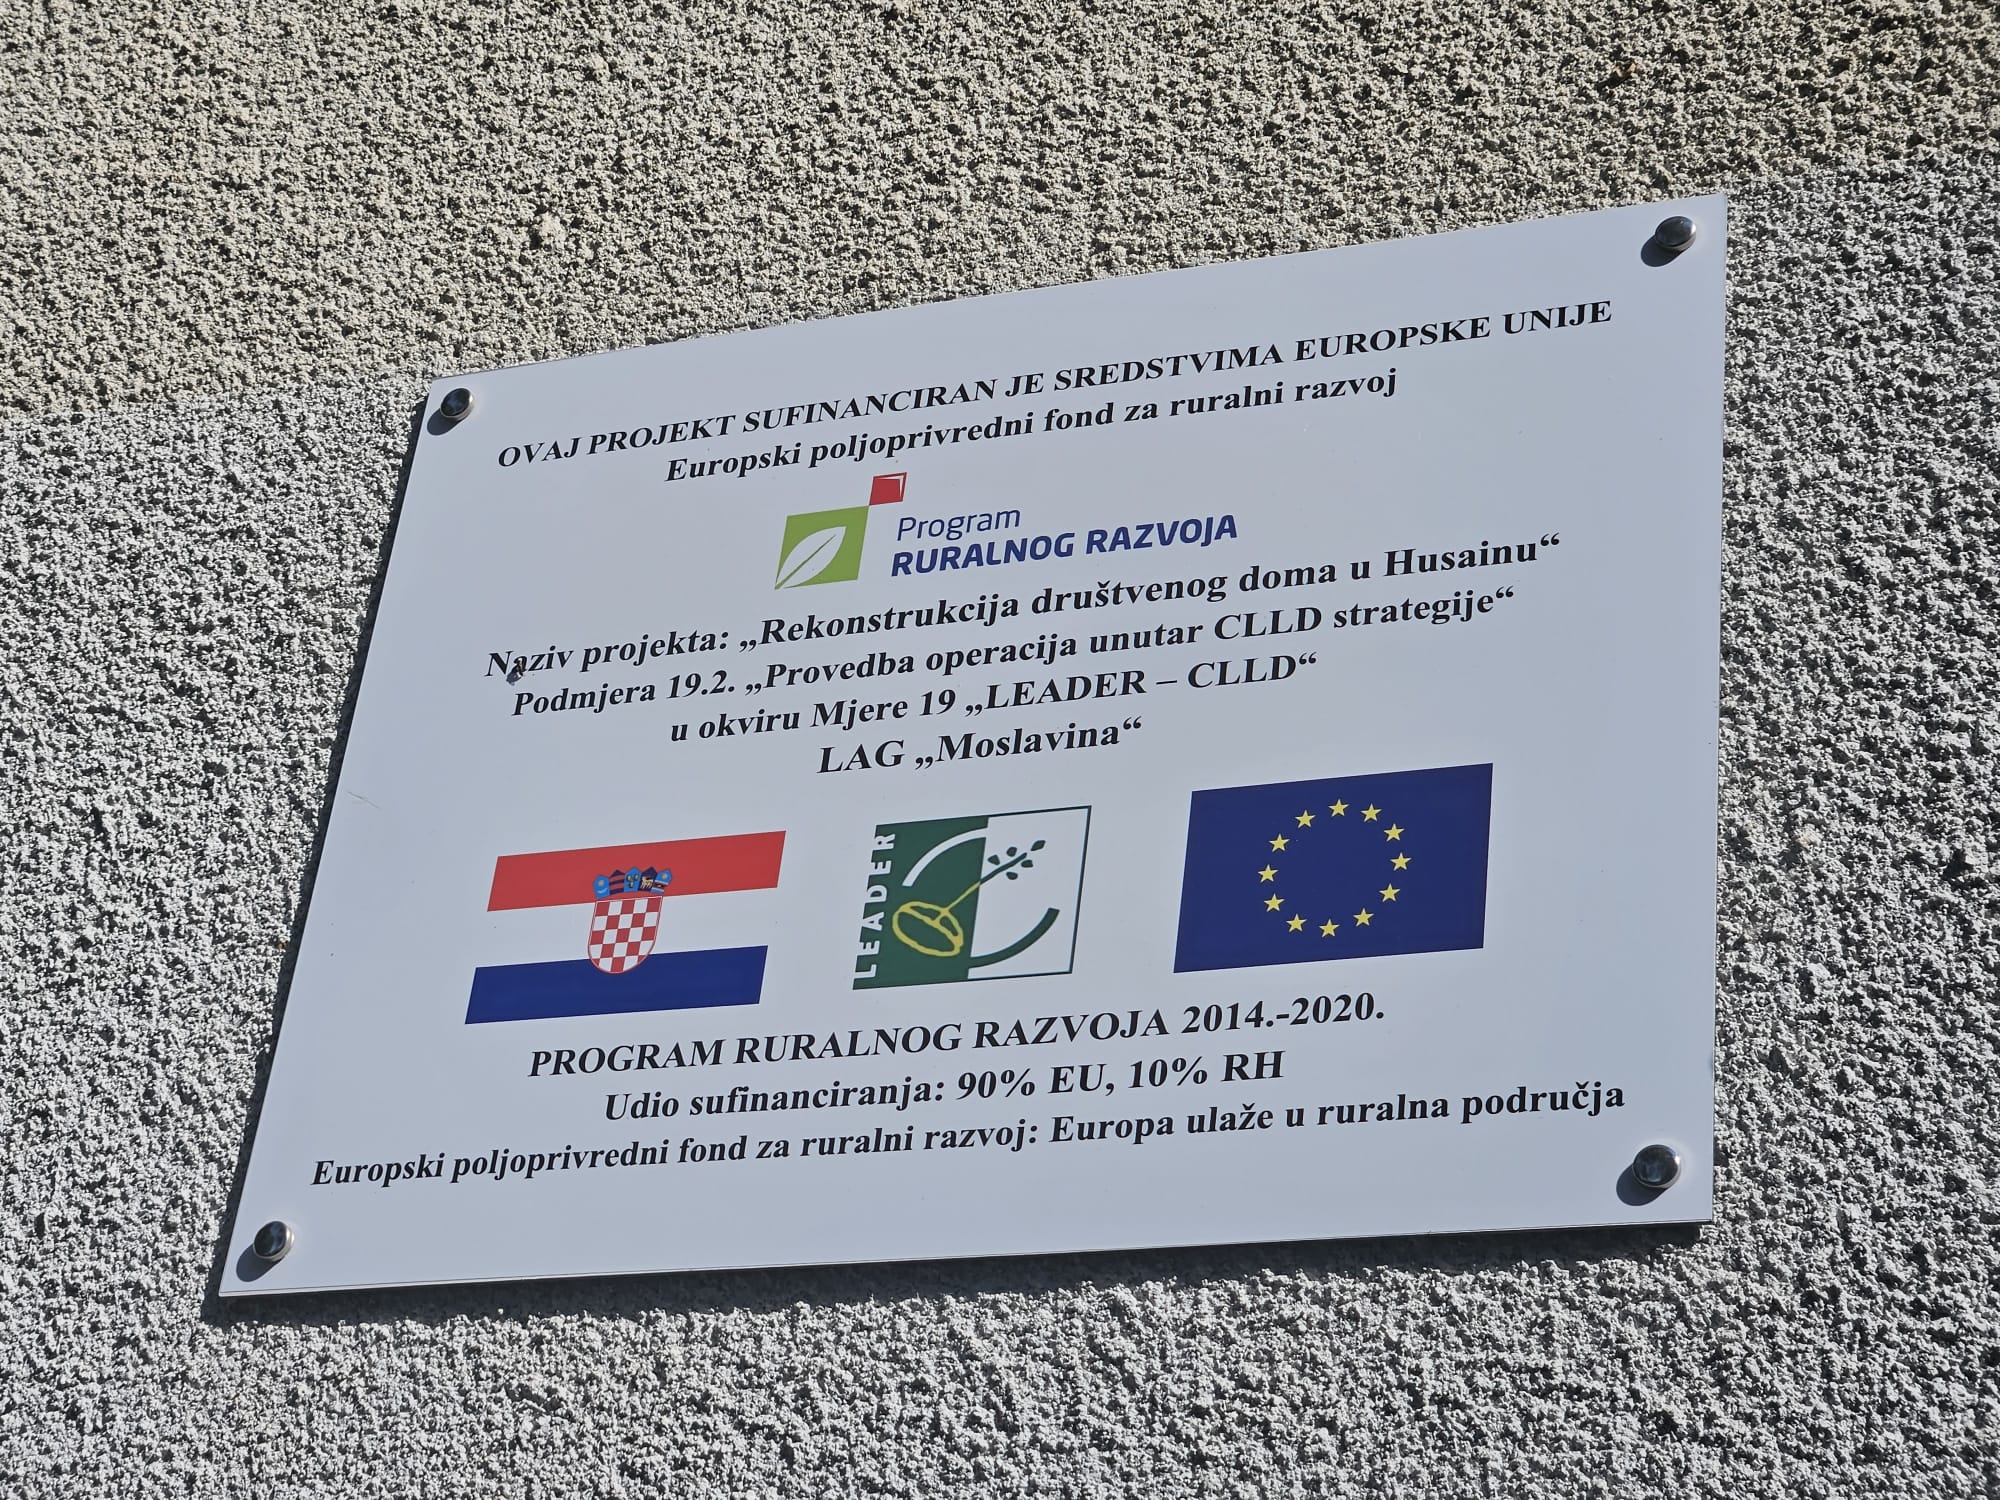 OVAJ PROJEKT SUFINANCIRAN JE SREDSTVIMA EUROPSKE UNIJE
Europski poljoprivredni fond za ruralni razvoj
Program
RURALNOG RAZVOJA
Naziv projekta: „Rekonstrukcija društvenog doma u Husainu“
Podmjera 19.2. „Provedba operacija unutar CLLD strategije“
u okviru Mjere 19 „LEADER – CLLD“
LAG „Moslavina“
LEADER
PROGRAM RURALNOG RAZVOJA 2014.-2020.
Udio sufinanciranja: 90% EU, 10% RH
Europski poljoprivredni fond za ruralni razvoj: Europa ulaže u ruralna područja